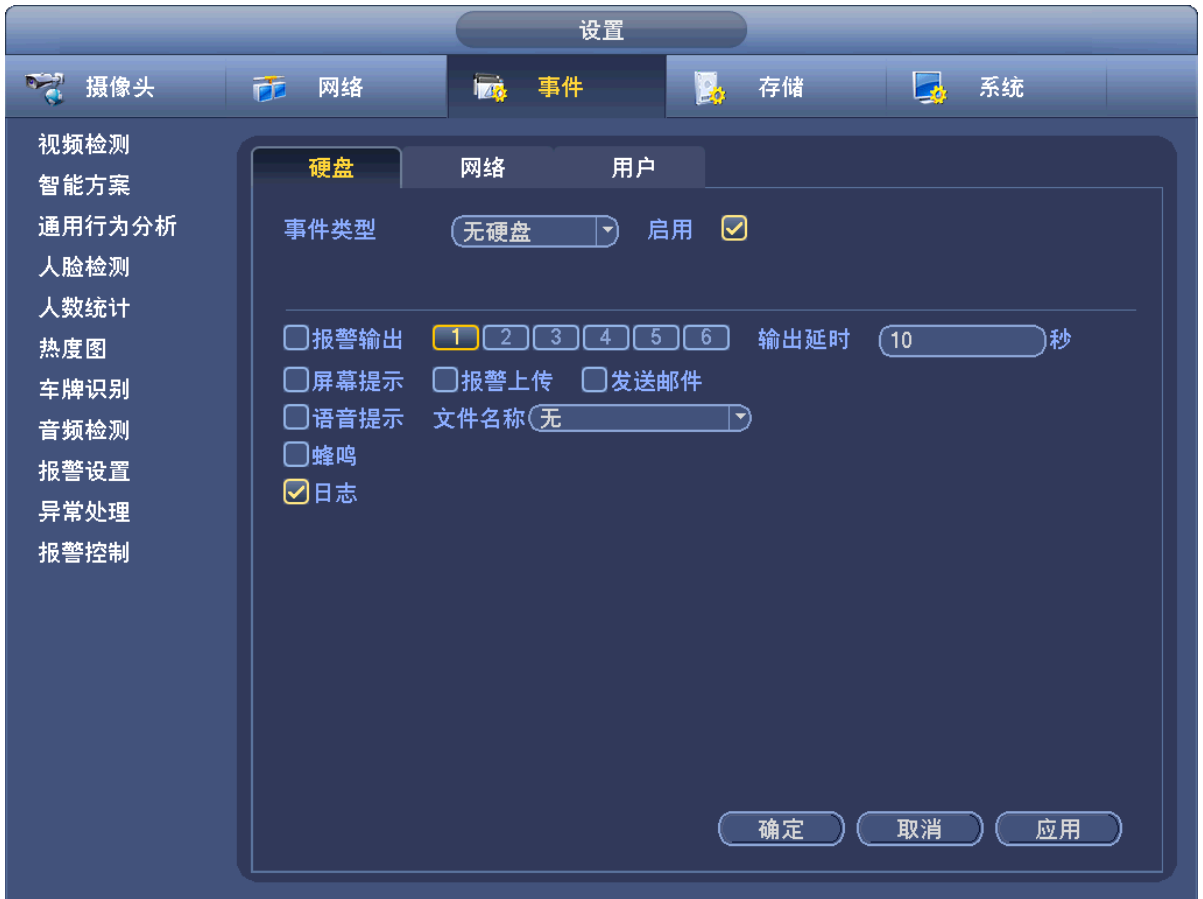 设置
摄像头 网络 事件 存储 系统
视频检测
智能方案
通用行为分析
人脸检测
人数统计
热度图
车牌识别
音频检测
报警设置
异常处理
报警控制
硬盘 网络 用户
事件类型 无硬盘 启用
报警输出 1 2 3 4 5 6 输出延时 10 秒
屏幕提示 报警上传 发送邮件
语音提示 文件名称 无
蜂鸣
日志
确定 取消 应用